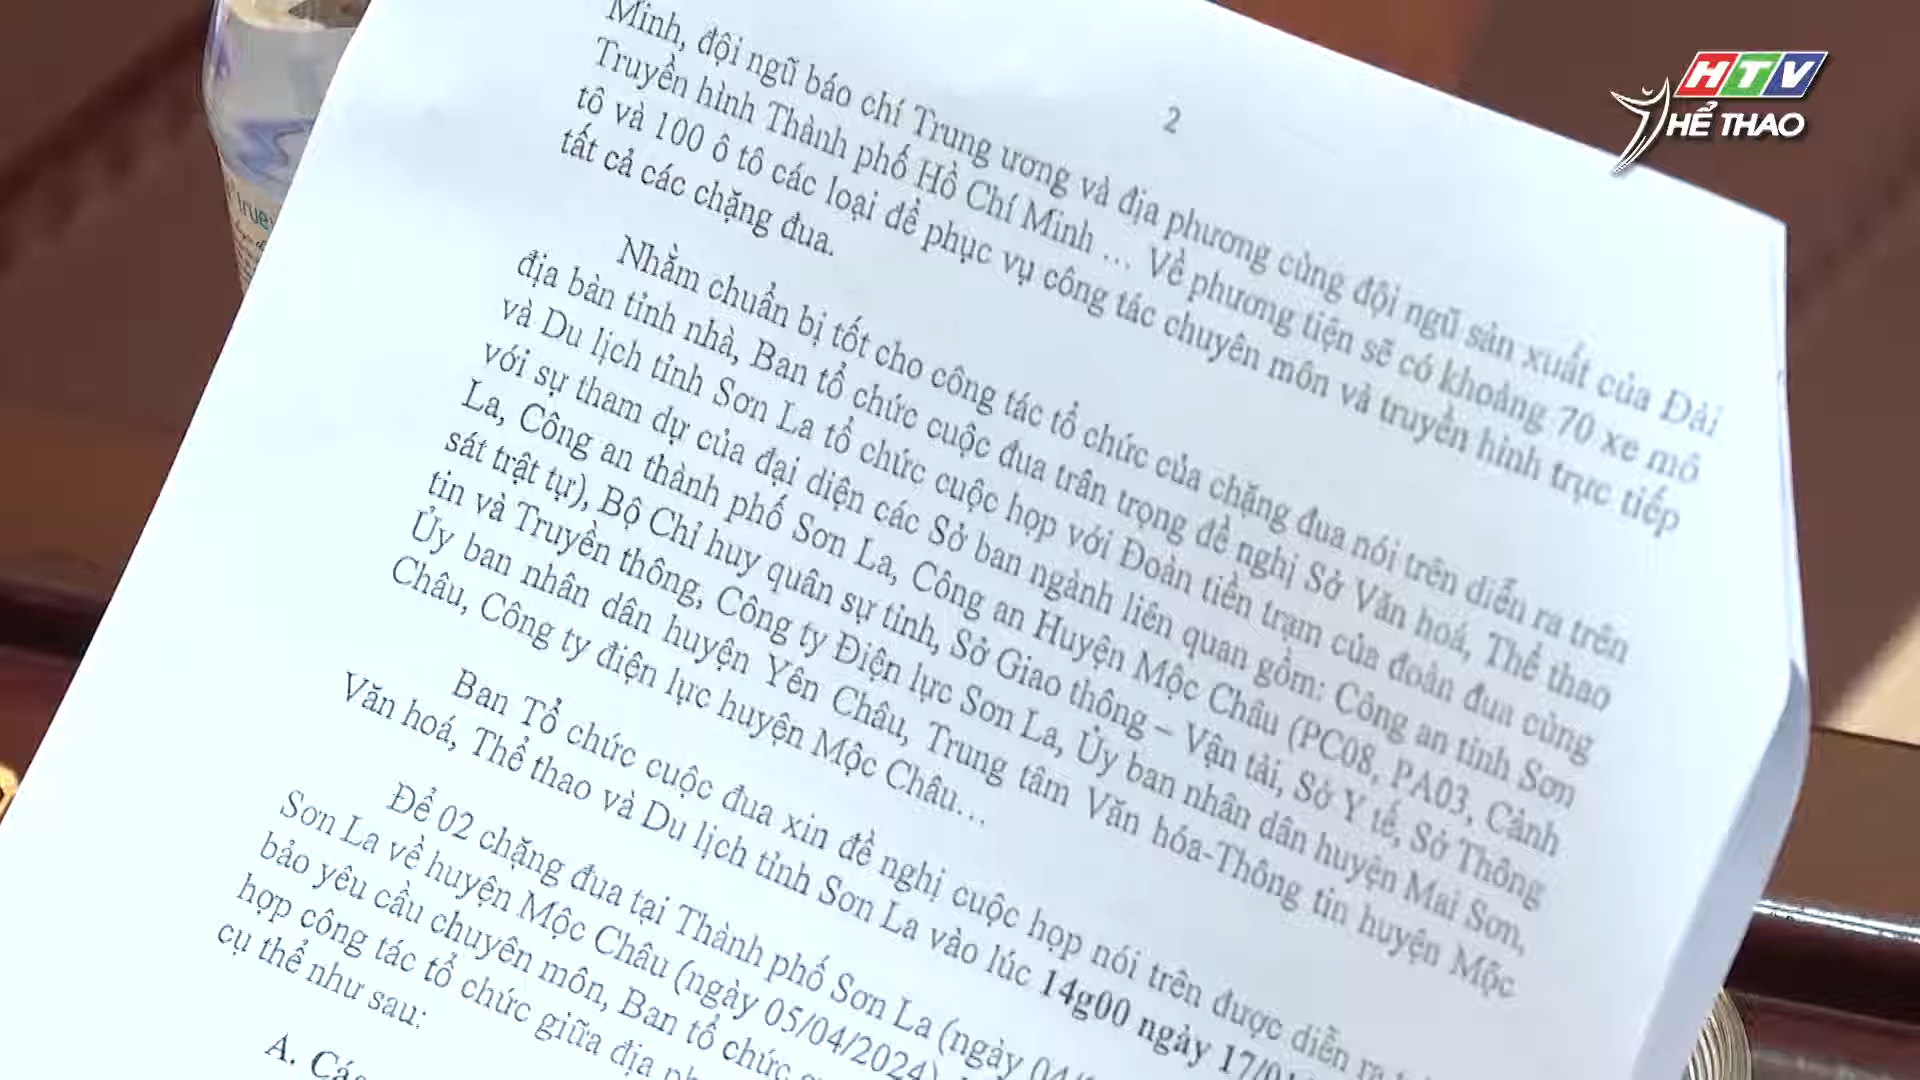 HTV
THỂ THAO
2
Minh, đội ngũ báo chí Trung ương và địa phương cùng đội ngũ sản xuất của Đài
Truyền hình Thành phố Hồ Chí Minh ... Về phương tiện sẽ có khoảng 70 xe mô
tô và 100 ô tô các loại để phục vụ công tác chuyên môn và truyền hình trực tiếp
tất cả các chặng đua.
Nhằm chuẩn bị tốt cho công tác tổ chức của chặng đua nói trên diễn ra trên
địa bàn tỉnh nhà, Ban tổ chức cuộc đua trân trọng đề nghị Sở Văn hoá, Thể thao
và Du lịch tỉnh Sơn La tổ chức cuộc họp với Đoàn tiền trạm của đoàn đua cùng
với sự tham dự của đại diện các Sở ban ngành liên quan gồm: Công an tỉnh Sơn
La, Công an thành phố Sơn La, Công an Huyện Mộc Châu (PC08, PA03, Cảnh
sát trật tự), Bộ Chỉ huy quân sự tỉnh, Sở Giao thông – Vận tải, Sở Y tế, Sở Thông
tin và Truyền thông, Công ty Điện lực Sơn La, Ủy ban nhân dân huyện Mai Sơn,
Ủy ban nhân dân huyện Yên Châu, Trung tâm Văn hóa-Thông tin huyện Mộc
Châu, Công ty điện lực huyện Mộc Châu...
Ban Tổ chức cuộc đua xin đề nghị cuộc họp nói trên được diễn ra
Văn hoá, Thể thao và Du lịch tỉnh Sơn La vào lúc 14g00 ngày 17/
Để 02 chặng đua tại Thành phố Sơn La (ngày 04/
Sơn La về huyện Mộc Châu (ngày 05/04/2024)
bảo yêu cầu chuyên môn, Ban tổ chức
hợp công tác tổ chức giữa địa
cụ thể như sau:
A.
true